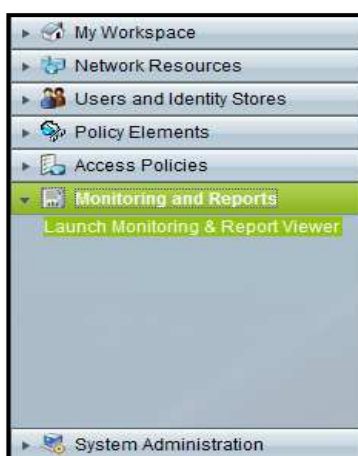 My Workspace
Network Resources
Users and Identity Stores
Policy Elements
Access Policies
Monitoring and Reports
Launch Monitoring & Report Viewer
System Administration